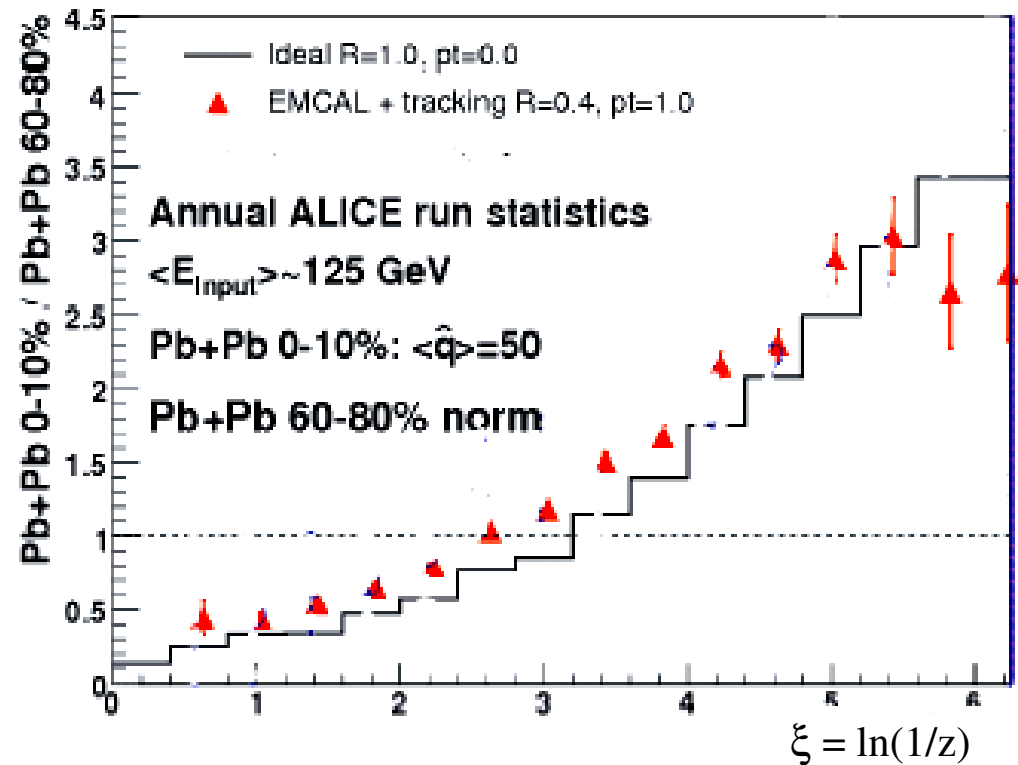 Pb+Pb 0-10% / Pb+Pb 60-80%
4.5
4
3.5
3
2.5
2
1.5
1
0.5
0
Ideal R=1.0, pt=0.0
EMCAL + tracking R=0.4, pt=1.0
Annual ALICE run statistics
<E_Input>~125 GeV
Pb+Pb 0-10%: <q̂>=50
Pb+Pb 60-80% norm
0 1 2 3 4 5 6
ξ = ln(1/z)